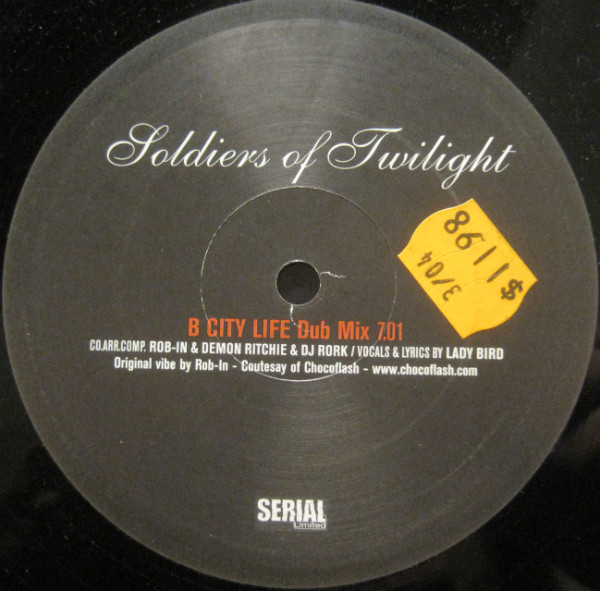 Soldiers of Twilight
$1198
3/04
B CITY LIFE Dub Mix 7.01
CO.ARR.COMP. ROB-IN & DEMON RITCHIE & DJ RORK / VOCALS & LYRICS BY LADY BIRD
Original vibe by Rob-In - Coutesay of Chocoflash - www.chocoflash.com
SERIAL
Limited